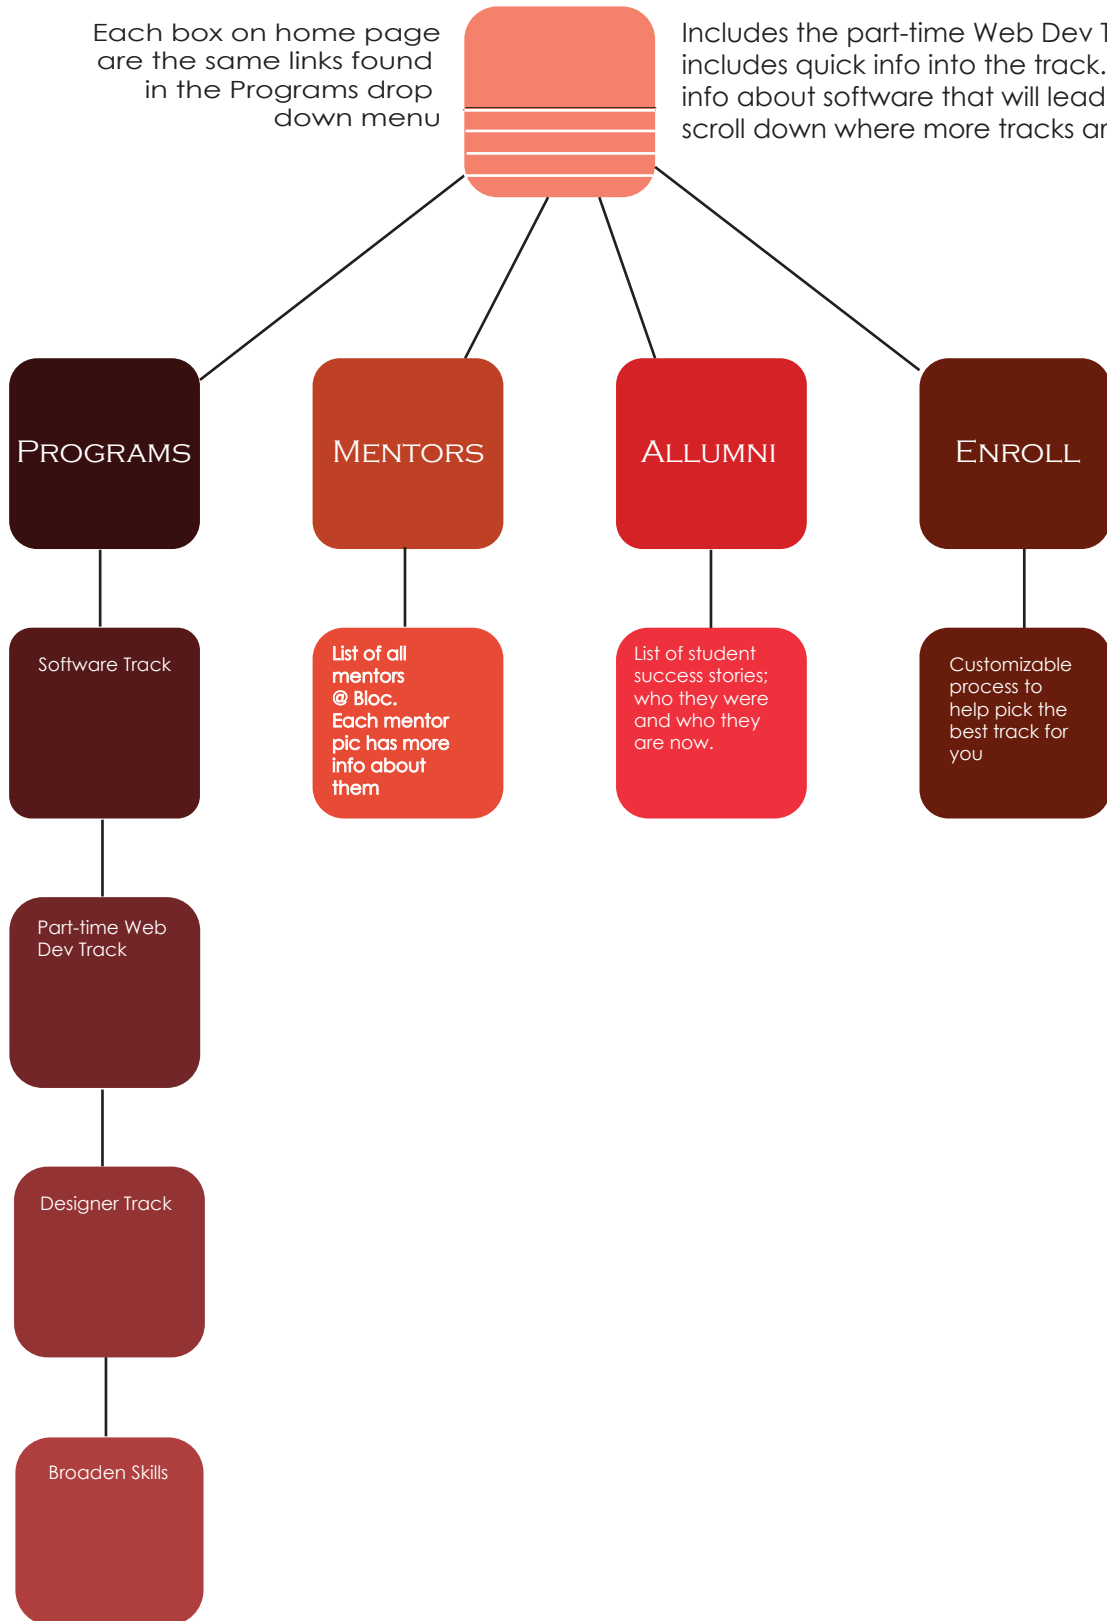 Each box on home page
are the same links found
in the Programs drop
down menu
Includes the part-time Web Dev
includes quick info into the track.
info about software that will lead
scroll down where more tracks
PROGRAMS
MENTORS
ALLUMNI
ENROLL
Software Track
List of all
mentors
@ Bloc.
Each mentor
pic has more
info about
them
List of student
success stories;
who they were
and who they
are now.
Customizable
process to
help pick the
best track for
you
Part-time Web
Dev Track
Designer Track
Broaden Skills